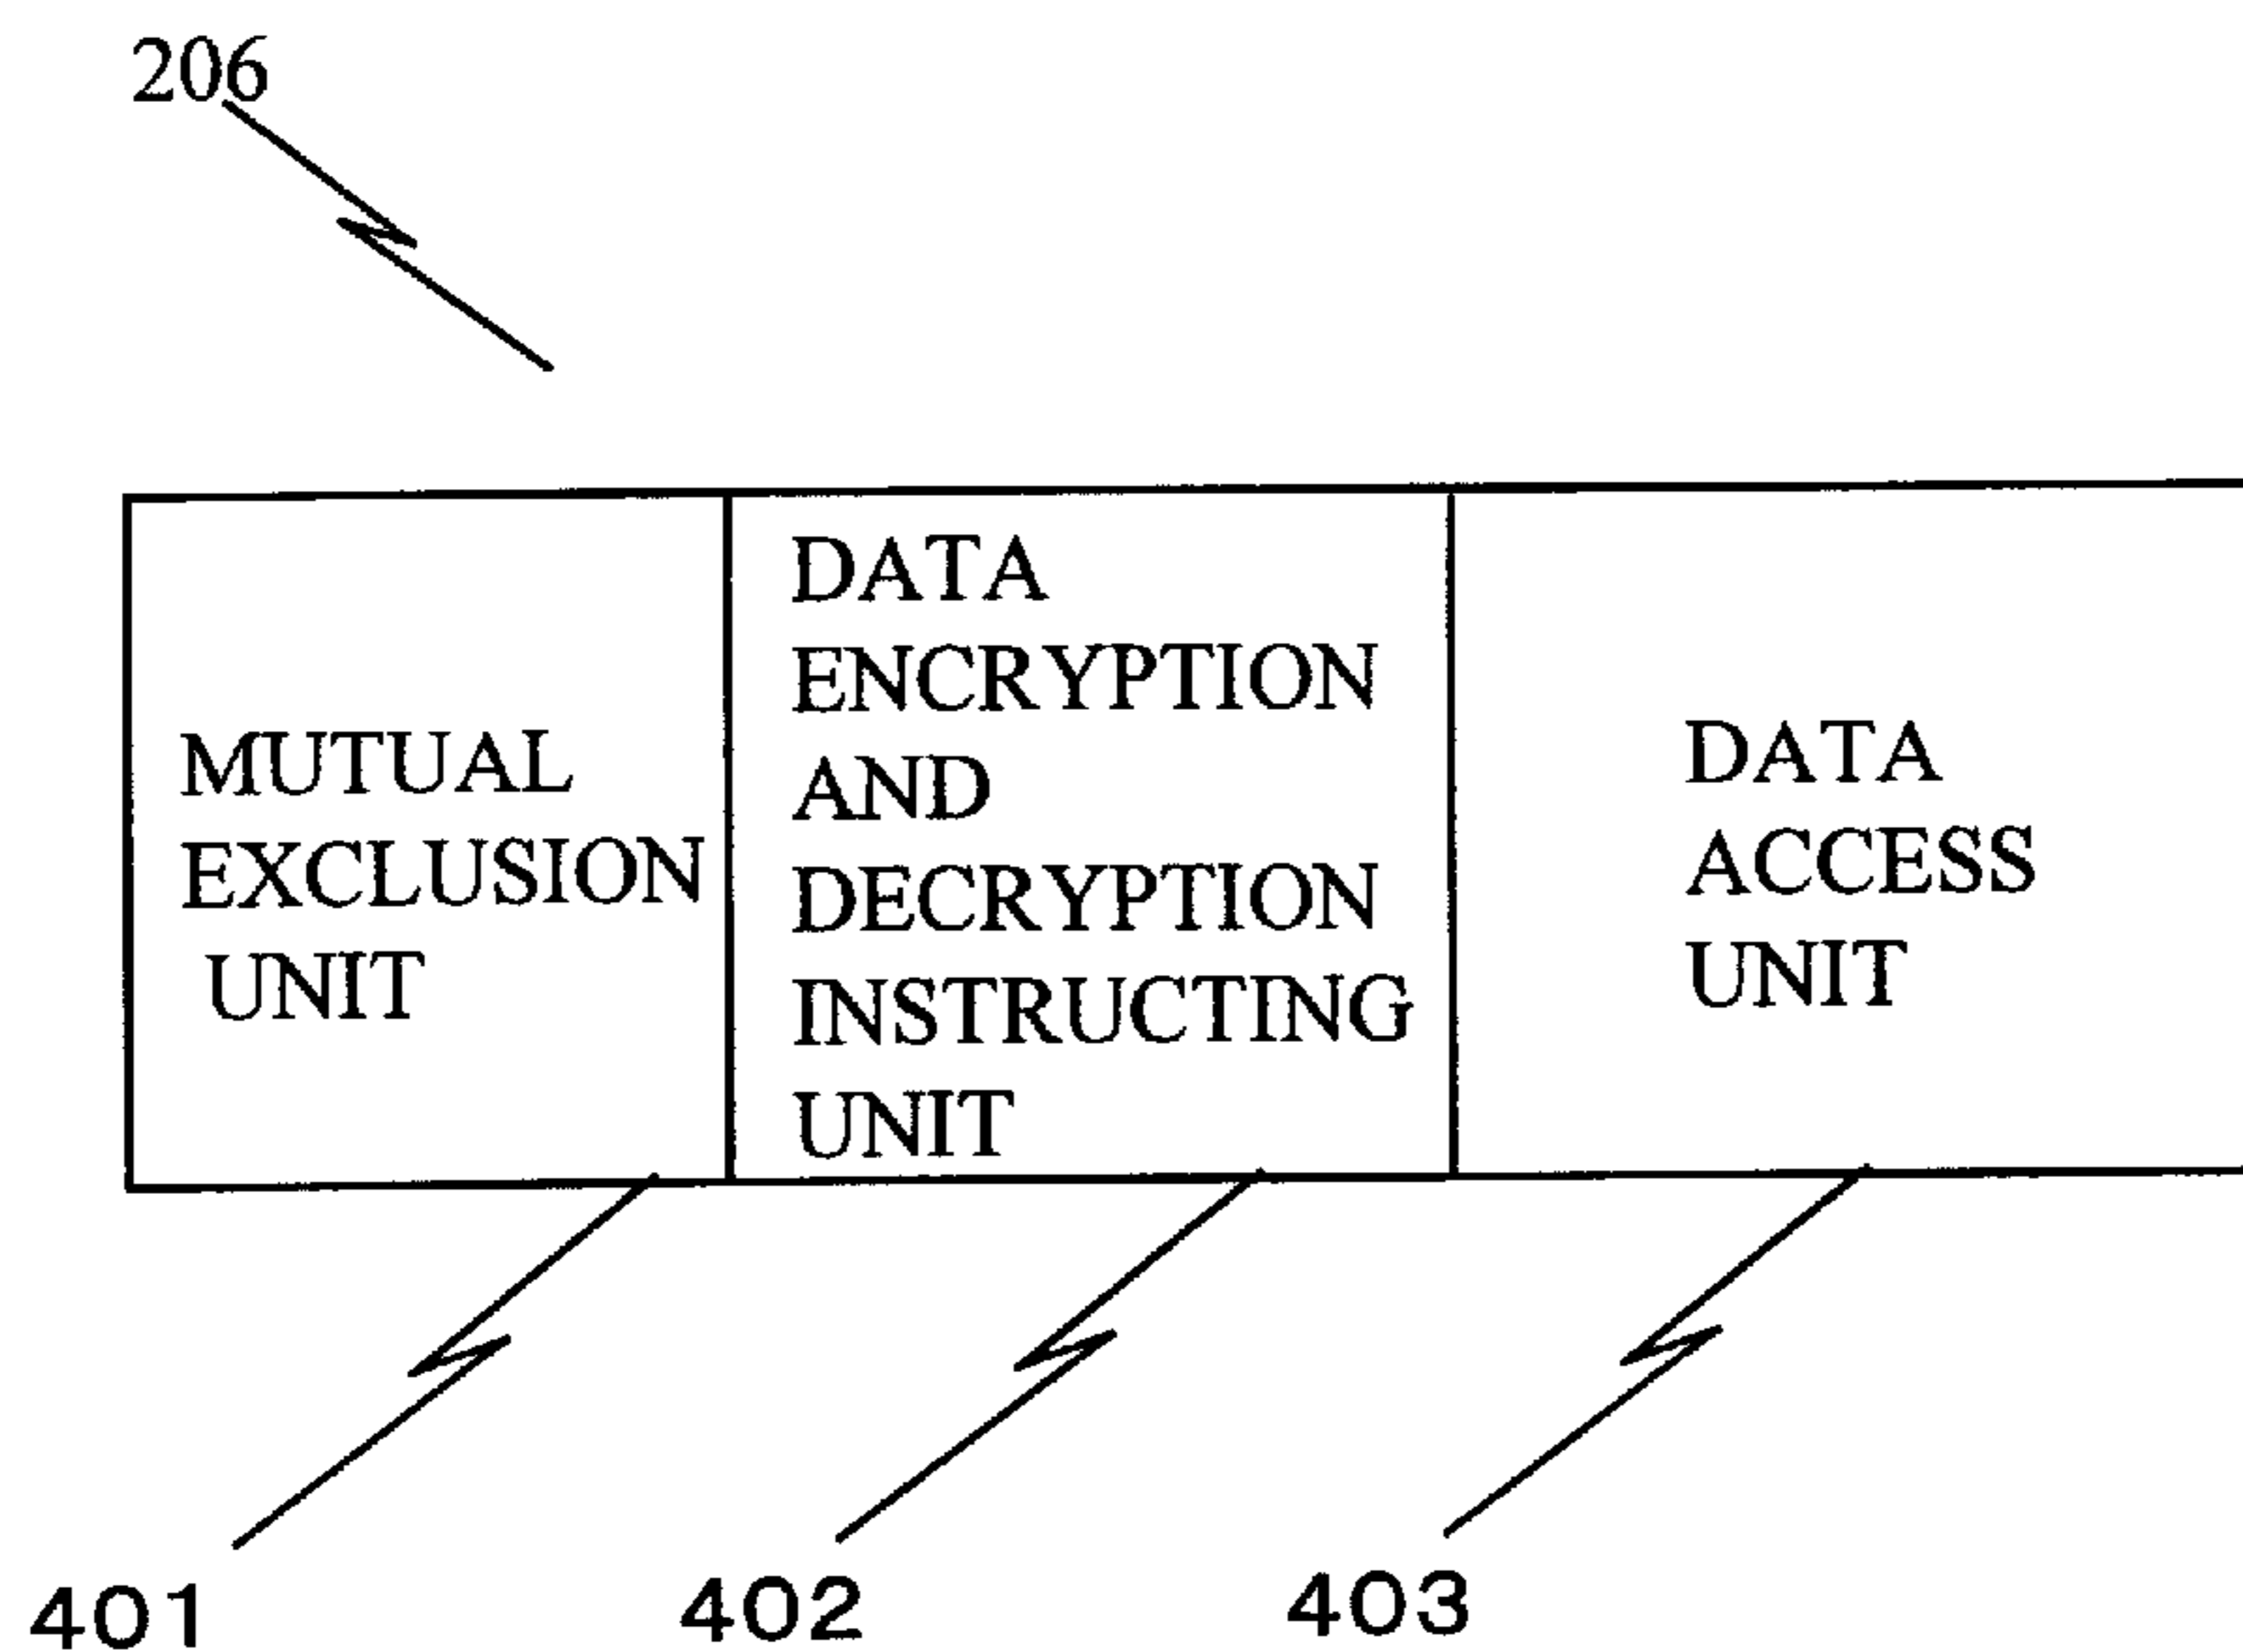 206
MUTUAL
EXCLUSION
UNIT
DATA
ENCRYPTION
AND
DECRYPTION
INSTRUCTING
UNIT
DATA
ACCESS
UNIT
401
402
403